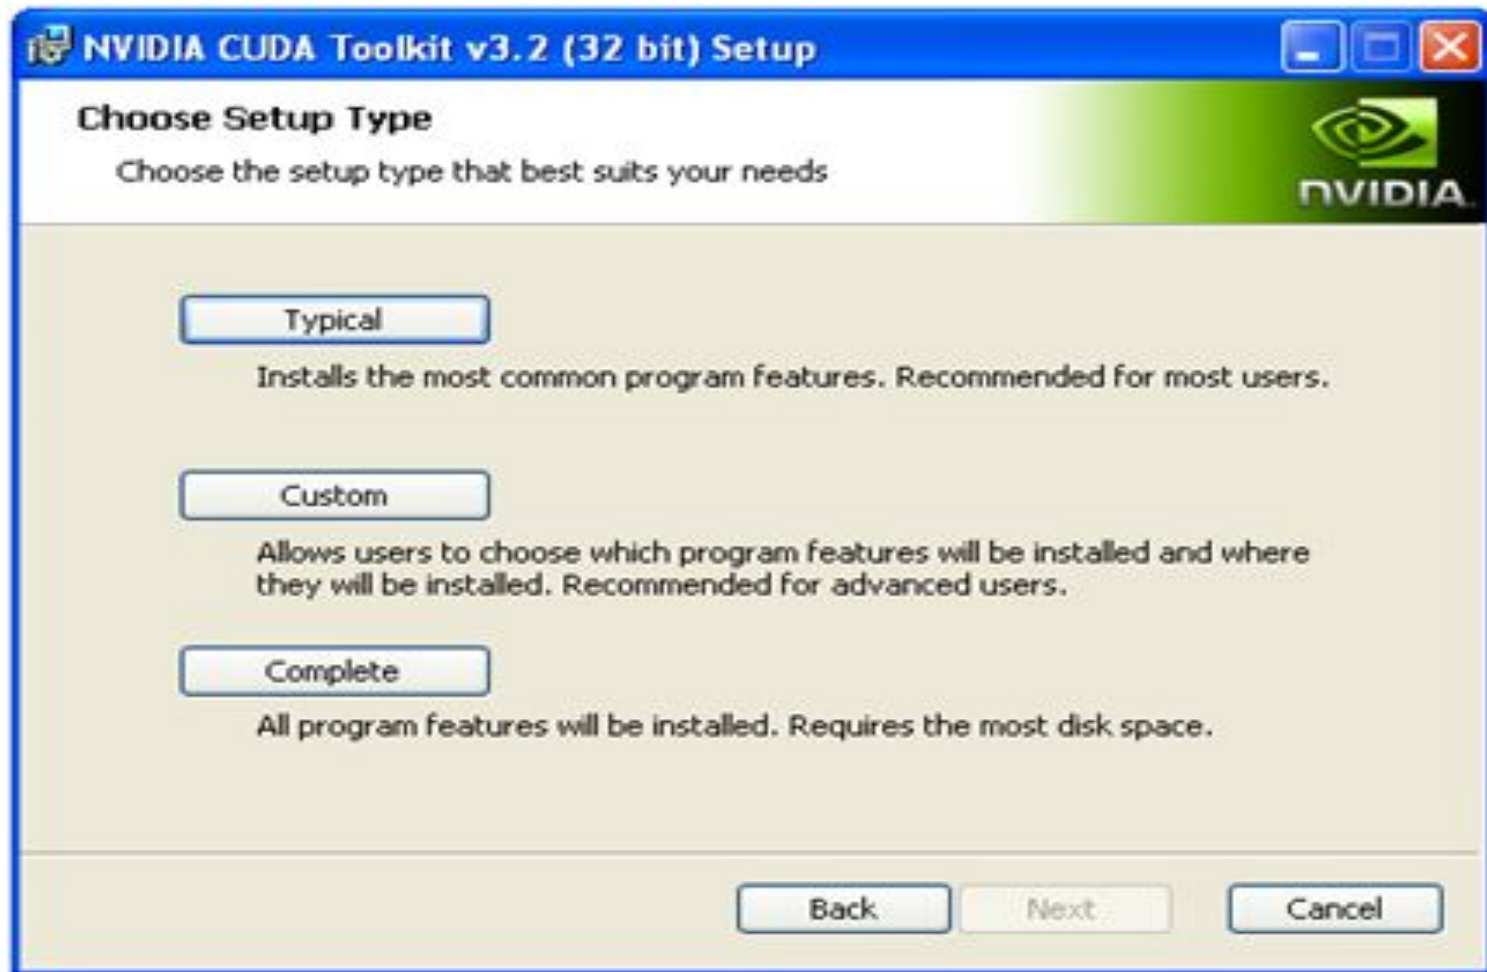 NVIDIA CUDA Toolkit v3.2 (32 bit) Setup
Choose Setup Type
Choose the setup type that best suits your needs
NVIDIA.
Typical
Installs the most common program features. Recommended for most users.
Custom
Allows users to choose which program features will be installed and where
they will be installed. Recommended for advanced users.
Complete
All program features will be installed. Requires the most disk space.
Back
Next
Cancel